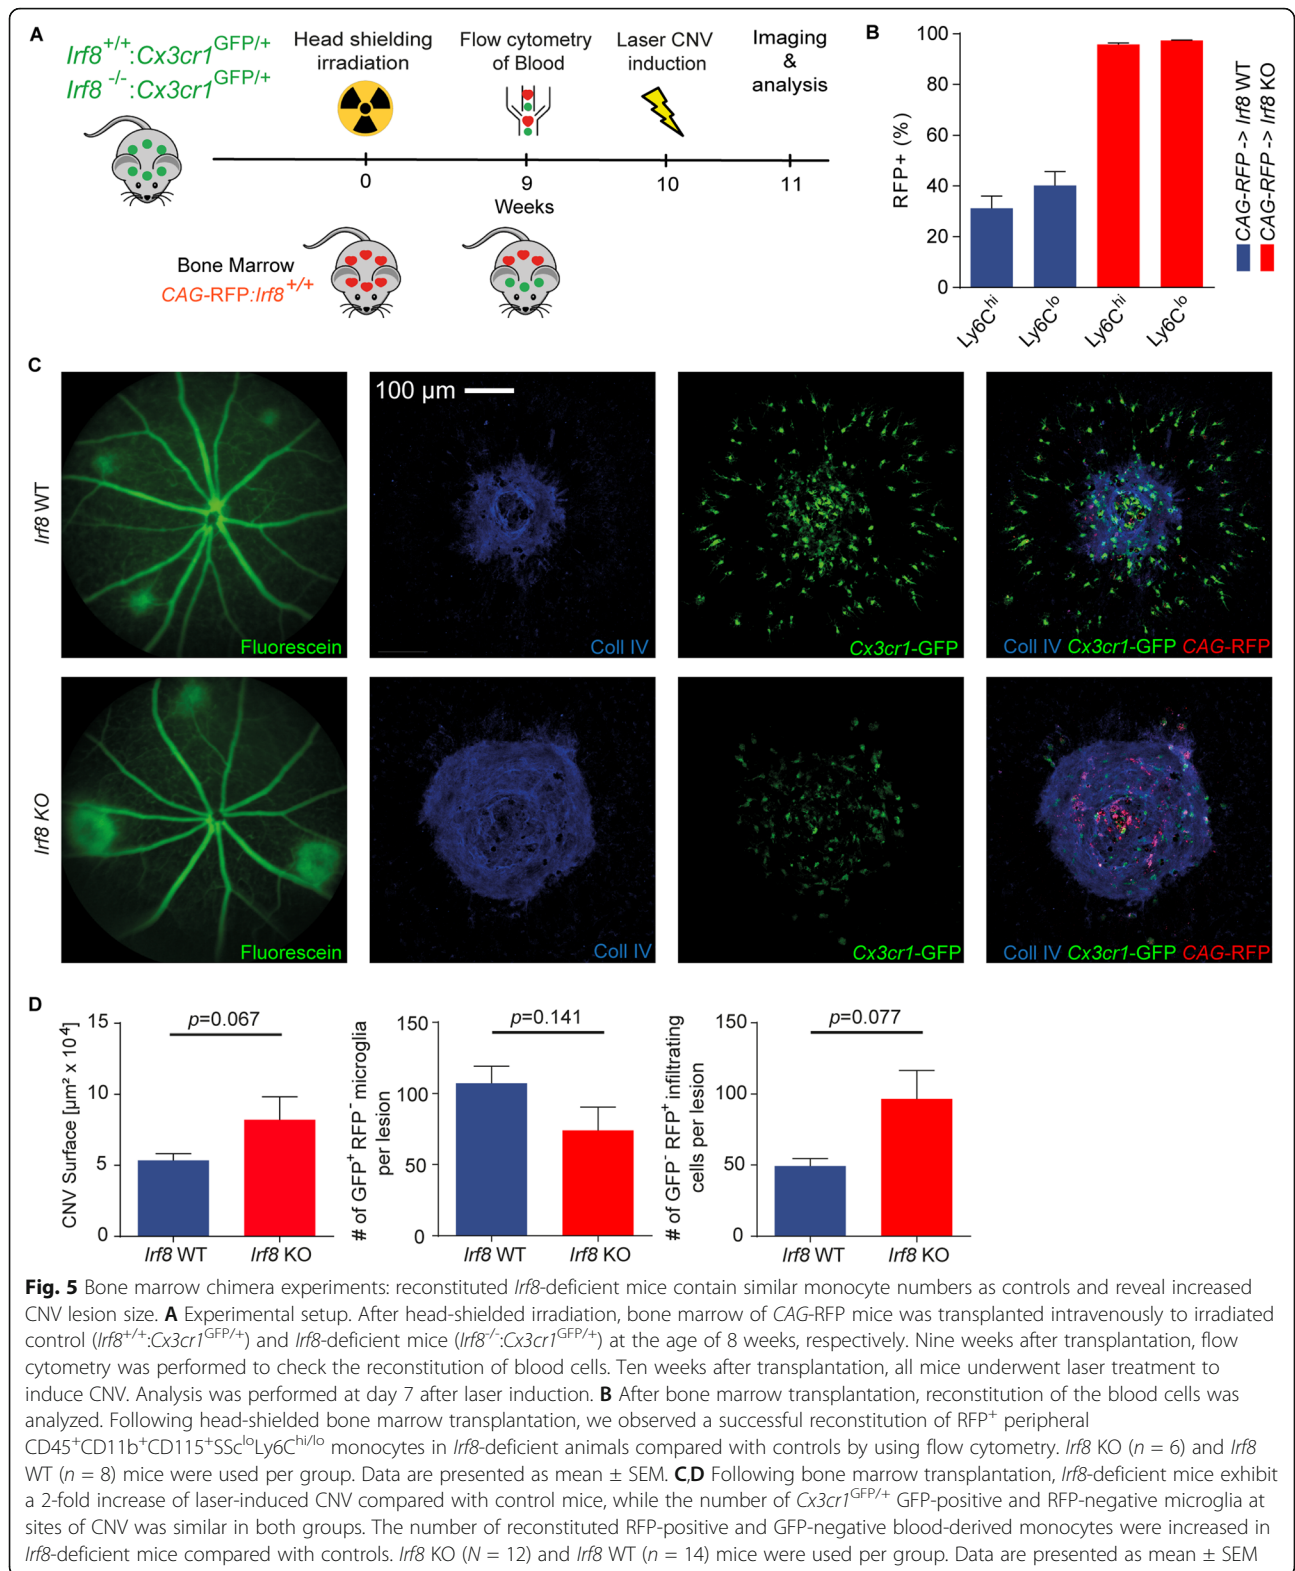 A
Irf8+/+:Cx3cr1GFP/+
Irf8 -/-:Cx3cr1GFP/+
Head shielding
irradiation
Flow cytometry
of Blood
Laser CNV
induction
Imaging
&
analysis
0
9
10
11
Weeks
Bone Marrow
CAG-RFP:Irf8+/+
B
RFP+ (%)
100
80
60
40
20
0
Ly6Chi
Ly6Clo
Ly6Chi
Ly6Clo
CAG-RFP -> Irf8 WT
CAG-RFP -> Irf8 KO
C
Irf8 WT
Fluorescein
100 µm
Coll IV
Cx3cr1-GFP
Coll IV Cx3cr1-GFP CAG-RFP
Irf8 KO
Fluorescein
Coll IV
Cx3cr1-GFP
Coll IV Cx3cr1-GFP CAG-RFP
D
CNV Surface [µm² x 10⁴]
15
10
5
0
p=0.067
Irf8 WT
Irf8 KO
# of GFP+ RFP- microglia
per lesion
150
100
50
0
p=0.141
Irf8 WT
Irf8 KO
# of GFP- RFP+ infiltrating
cells per lesion
150
100
50
0
p=0.077
Irf8 WT
Irf8 KO
Fig. 5 Bone marrow chimera experiments: reconstituted Irf8-deficient mice contain similar monocyte numbers as controls and reveal increased
CNV lesion size. A Experimental setup. After head-shielded irradiation, bone marrow of CAG-RFP mice was transplanted intravenously to irradiated
control (Irf8+/+:Cx3cr1GFP/+) and Irf8-deficient mice (Irf8-/-:Cx3cr1GFP/+) at the age of 8 weeks, respectively. Nine weeks after transplantation, flow
cytometry was performed to check the reconstitution of blood cells. Ten weeks after transplantation, all mice underwent laser treatment to
induce CNV. Analysis was performed at day 7 after laser induction. B After bone marrow transplantation, reconstitution of the blood cells was
analyzed. Following head-shielded bone marrow transplantation, we observed a successful reconstitution of RFP+ peripheral
CD45+CD11b+CD115+SScloLy6Chi/lo monocytes in Irf8-deficient animals compared with controls by using flow cytometry. Irf8 KO (n = 6) and Irf8
WT (n = 8) mice were used per group. Data are presented as mean ± SEM. C,D Following bone marrow transplantation, Irf8-deficient mice exhibit
a 2-fold increase of laser-induced CNV compared with control mice, while the number of Cx3cr1GFP/+ GFP-positive and RFP-negative microglia at
sites of CNV was similar in both groups. The number of reconstituted RFP-positive and GFP-negative blood-derived monocytes were increased in
Irf8-deficient mice compared with controls. Irf8 KO (N = 12) and Irf8 WT (n = 14) mice were used per group. Data are presented as mean ± SEM